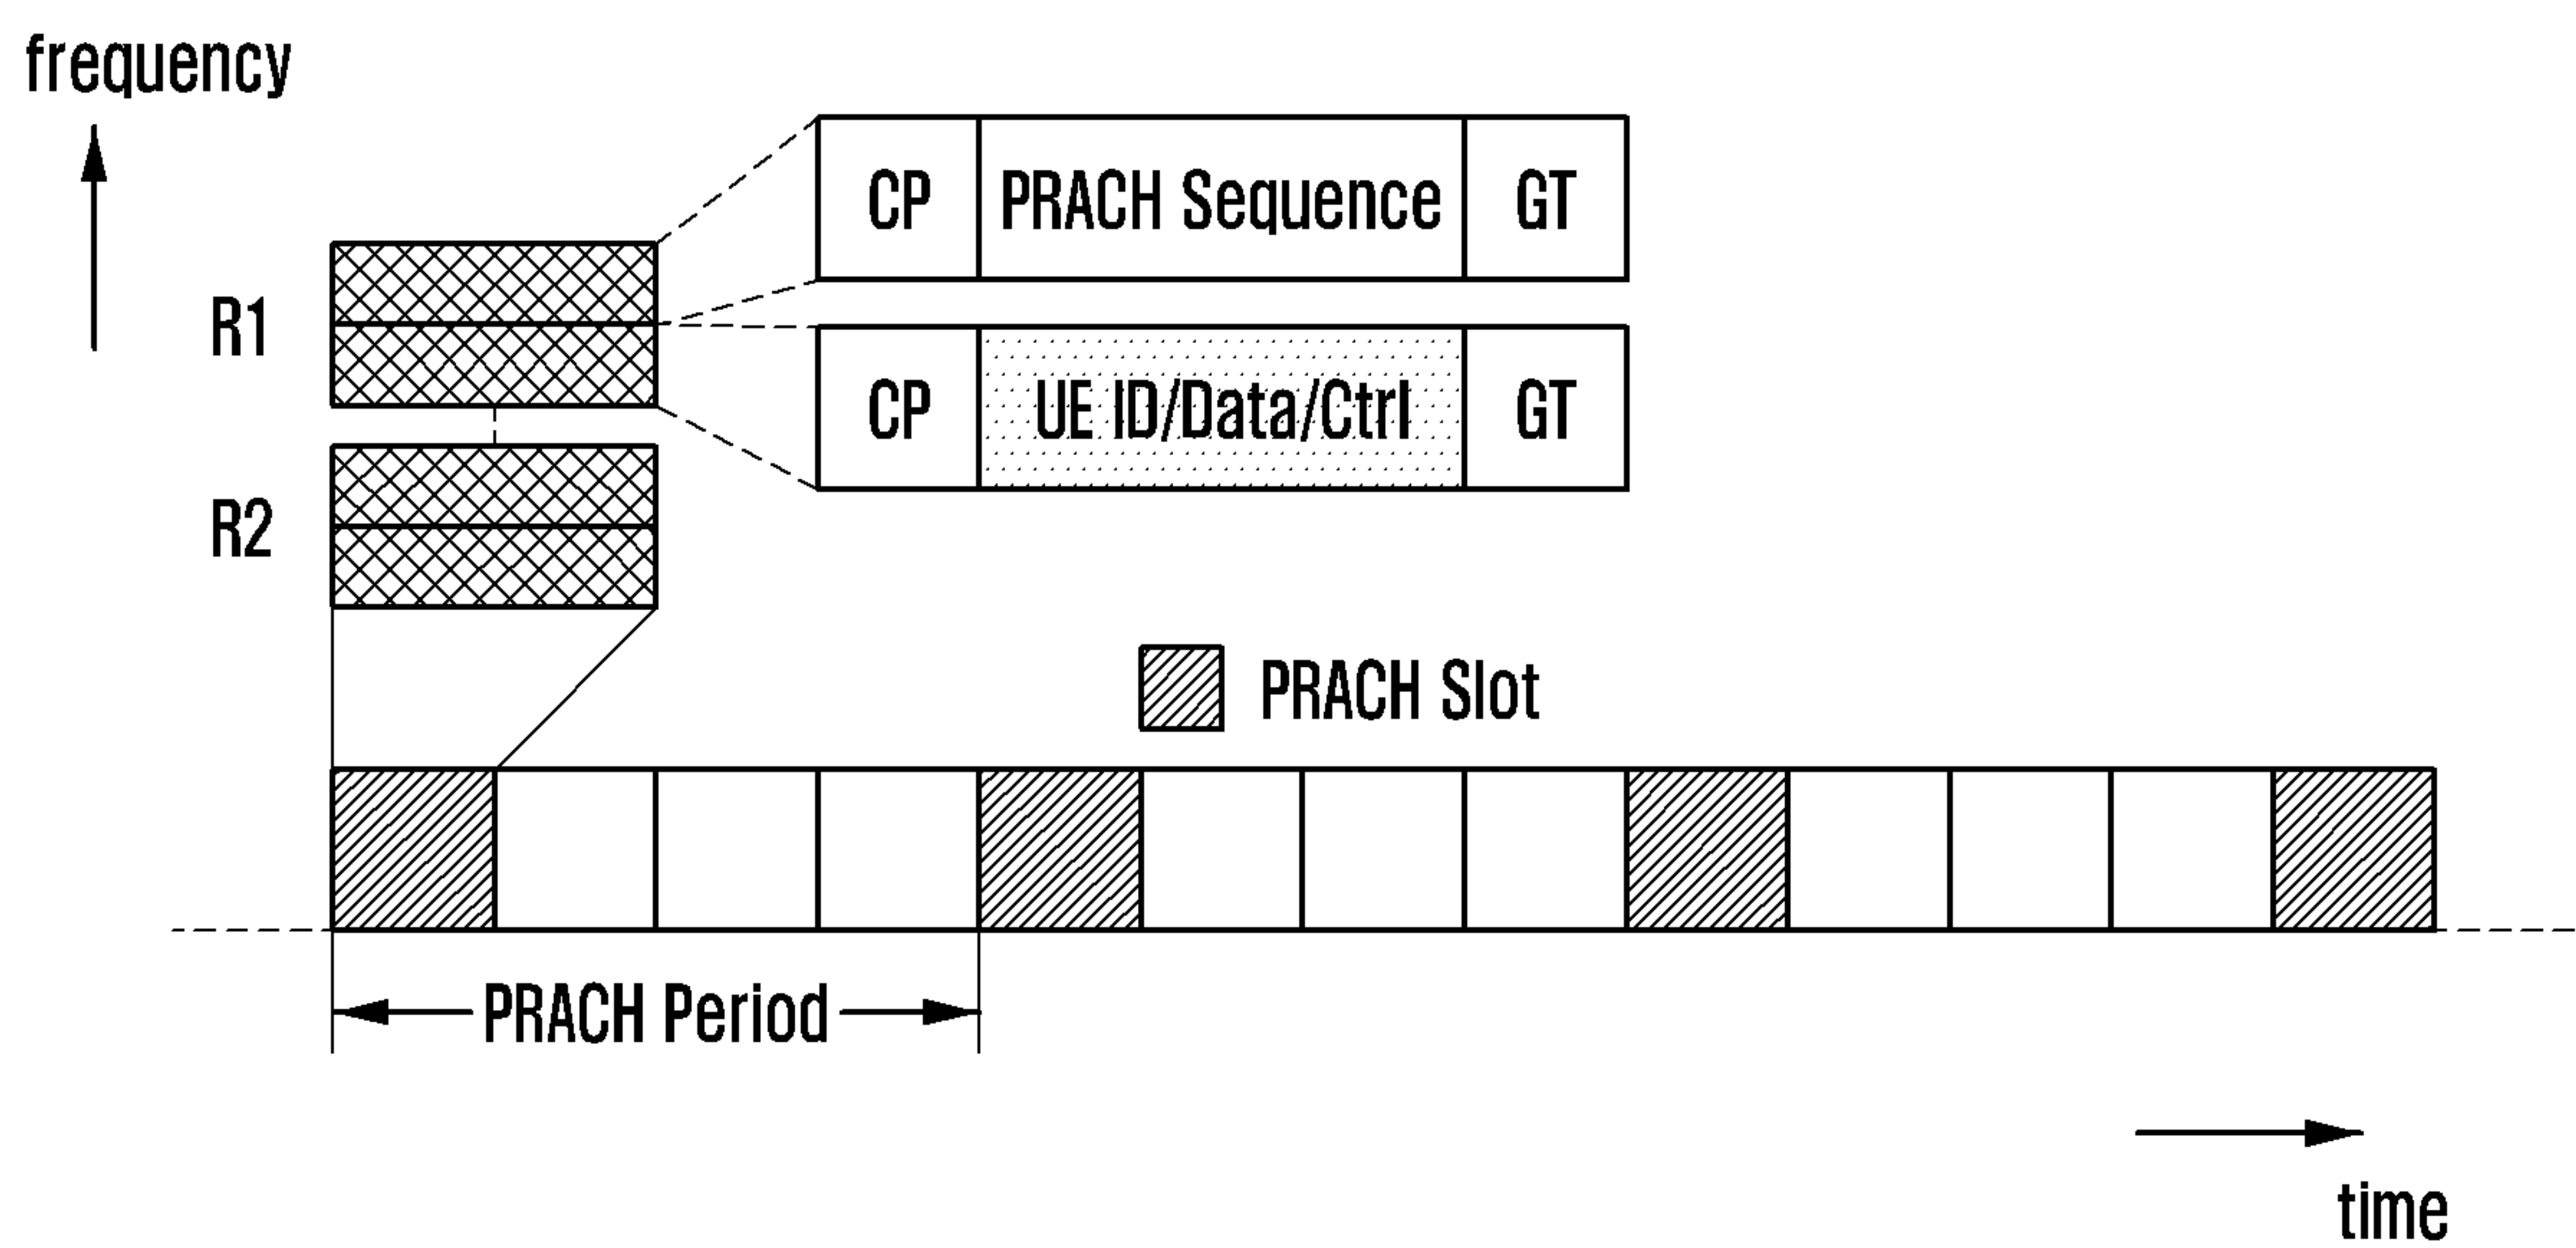 frequency
CP PRACH Sequence GT
R1
CP UE ID/Data/Ctrl GT
R2
PRACH Slot
PRACH Period
time